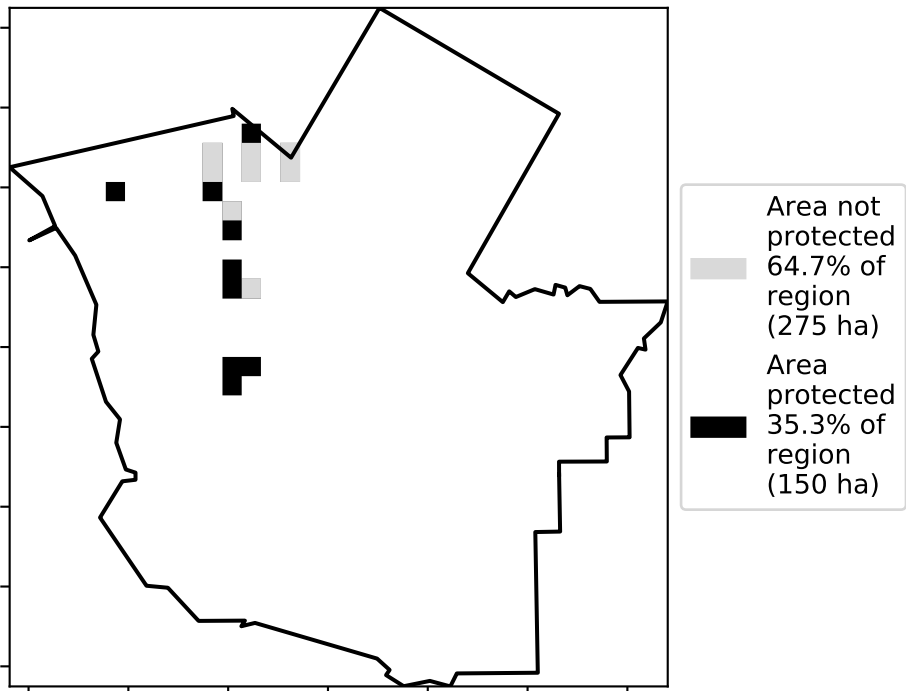 Area not
protected
64.7% of
region
(275 ha)
Area
protected
35.3% of
region
(150 ha)